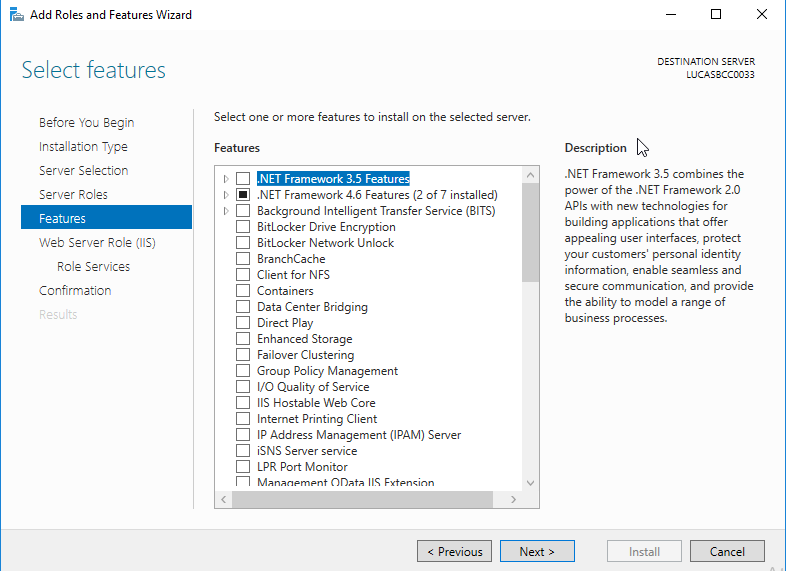 Add Roles and Features Wizard
Select features
DESTINATION SERVER
LUCASBCC0033
Before You Begin
Installation Type
Server Selection
Server Roles
Features
Web Server Role (IIS)
Role Services
Confirmation
Results
Select one or more features to install on the selected server.
Features
.NET Framework 3.5 Features
.NET Framework 4.6 Features (2 of 7 installed)
Background Intelligent Transfer Service (BITS)
BitLocker Drive Encryption
BitLocker Network Unlock
BranchCache
Client for NFS
Containers
Data Center Bridging
Direct Play
Enhanced Storage
Failover Clustering
Group Policy Management
I/O Quality of Service
IIS Hostable Web Core
Internet Printing Client
IP Address Management (IPAM) Server
iSNS Server service
LPR Port Monitor
Management OData IIS Extension
Description
.NET Framework 3.5 combines the
power of the .NET Framework 2.0
APIs with new technologies for
building applications that offer
appealing user interfaces, protect
your customers' personal identity
information, enable seamless and
secure communication, and provide
the ability to model a range of
business processes.
< Previous
Next >
Install
Cancel